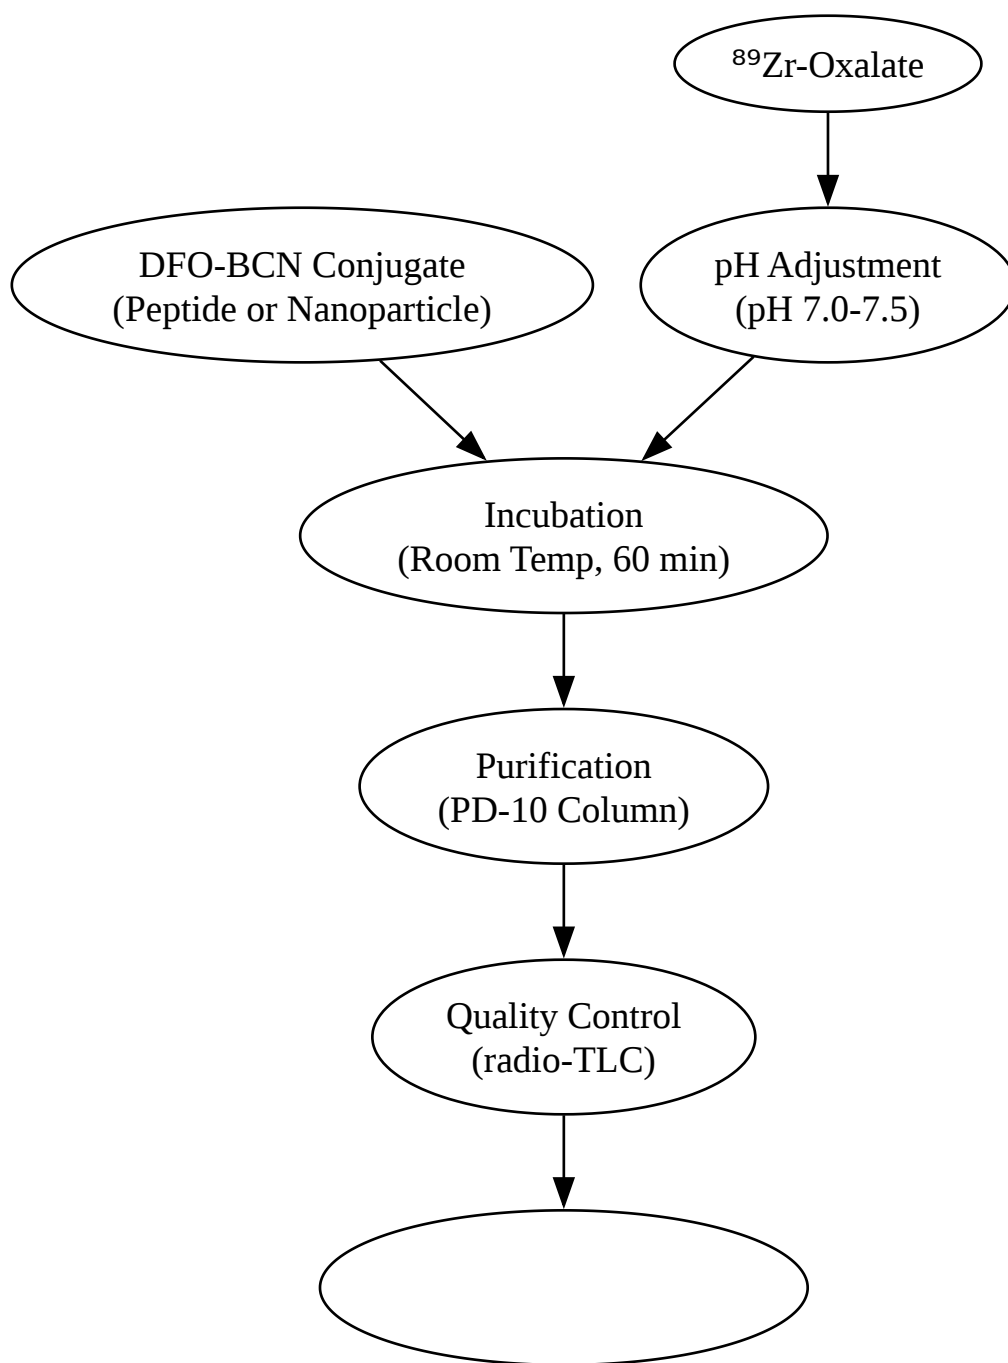 ⁸⁹Zr-Oxalate
DFO-BCN Conjugate
(Peptide or Nanoparticle)
pH Adjustment
(pH 7.0-7.5)
Incubation
(Room Temp, 60 min)
Purification
(PD-10 Column)
Quality Control
(radio-TLC)